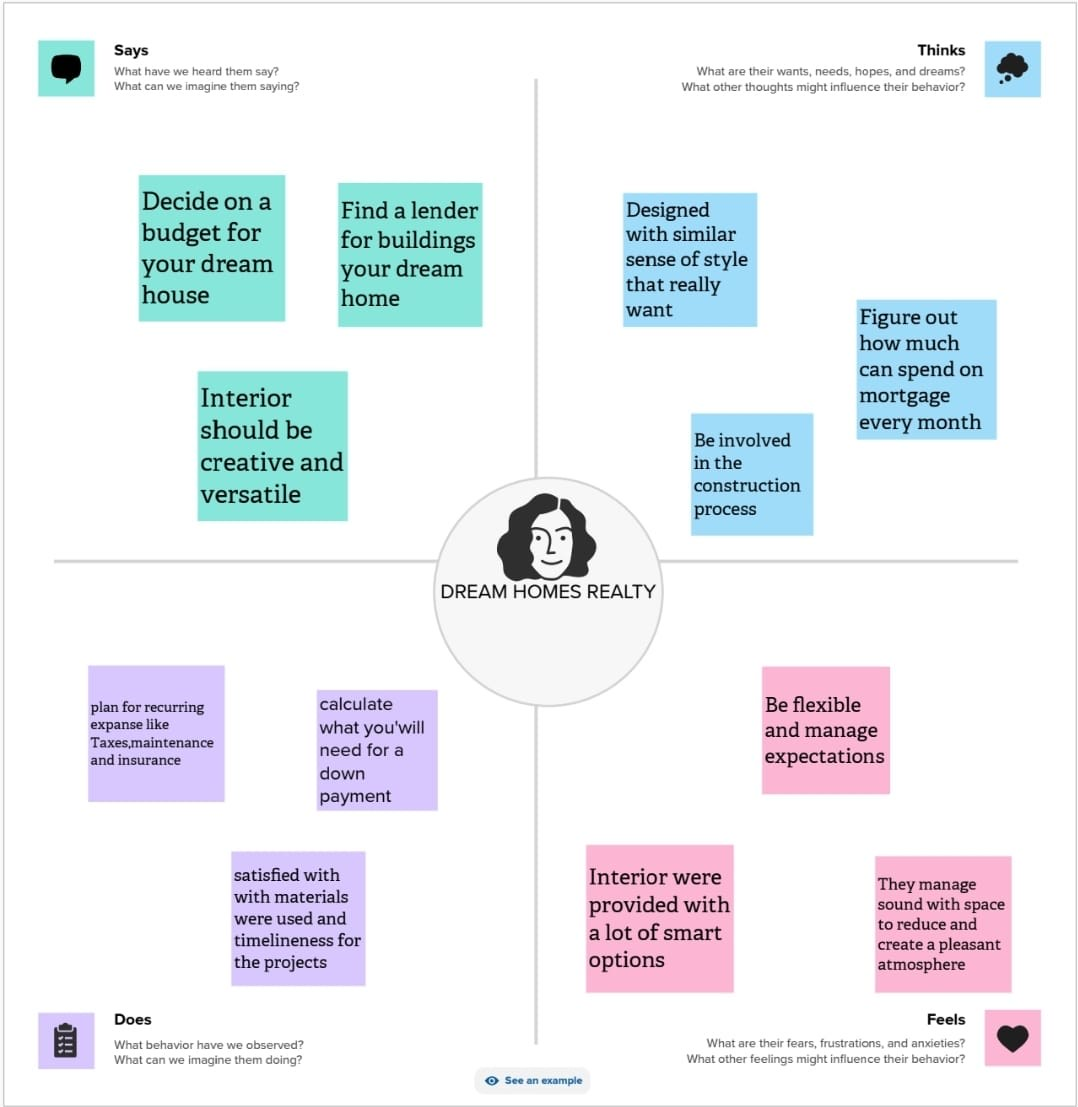 Says
What have we heard them say?
What can we imagine them saying?
Thinks
What are their wants, needs, hopes, and dreams?
What other thoughts might influence their behavior?
Decide on a
budget for
your dream
house
Find a lender
for buildings
your dream
home
Interior
should be
creative and
versatile
Designed
with similar
sense of style
that really
want
Figure out
how much
can spend on
mortgage
every month
Be involved
in the
construction
process
DREAM HOMES REALTY
plan for recurring
expanse like
Taxes,maintenance
and insurance
calculate
what you'will
need for a
down
payment
satisfied with
with materials
were used and
timelineness for
the projects
Be flexible
and manage
expectations
Interior were
provided with
a lot of smart
options
They manage
sound with space
to reduce and
create a pleasant
atmosphere
Does
What behavior have we observed?
What can we imagine them doing?
Feels
What are their fears, frustrations, and anxieties?
What other feelings might influence their behavior?
See an example